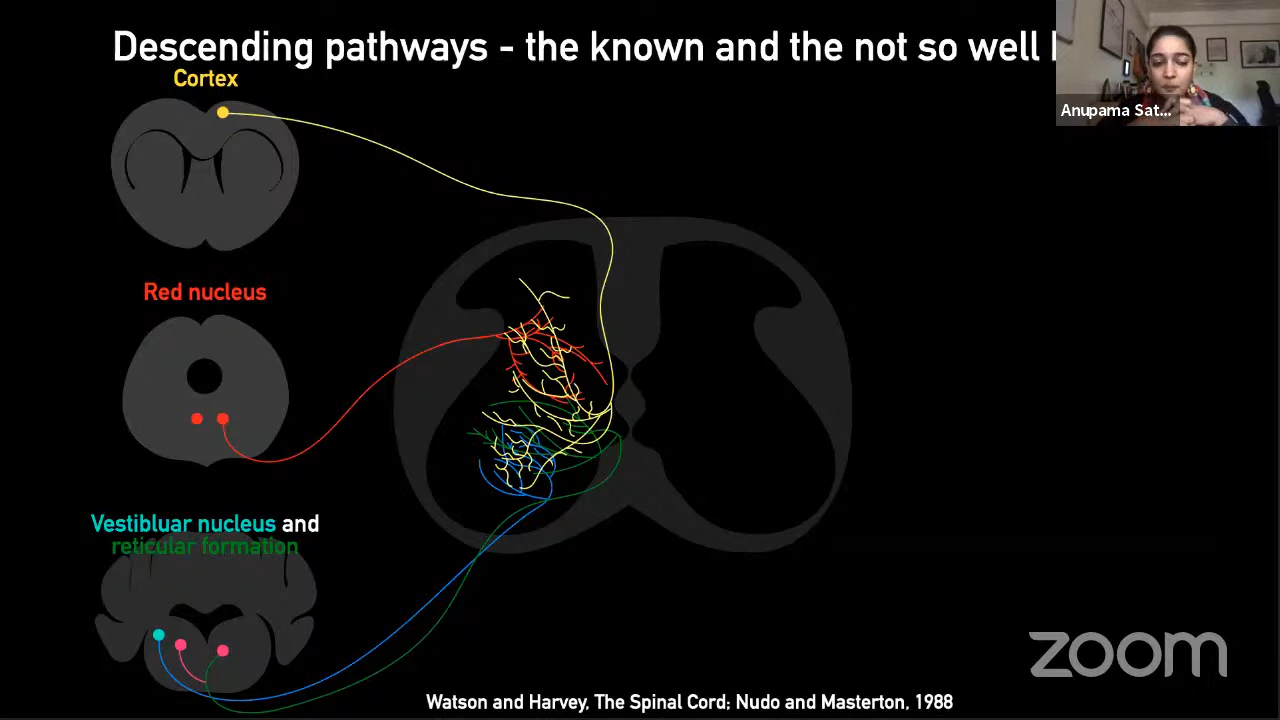 Descending pathways - the known and the not so well
Cortex
Anupama Sat...
Red nucleus
Vestibluar nucleus and
reticular formation
zoom
Watson and Harvey, The Spinal Cord; Nudo and Masterton, 1988